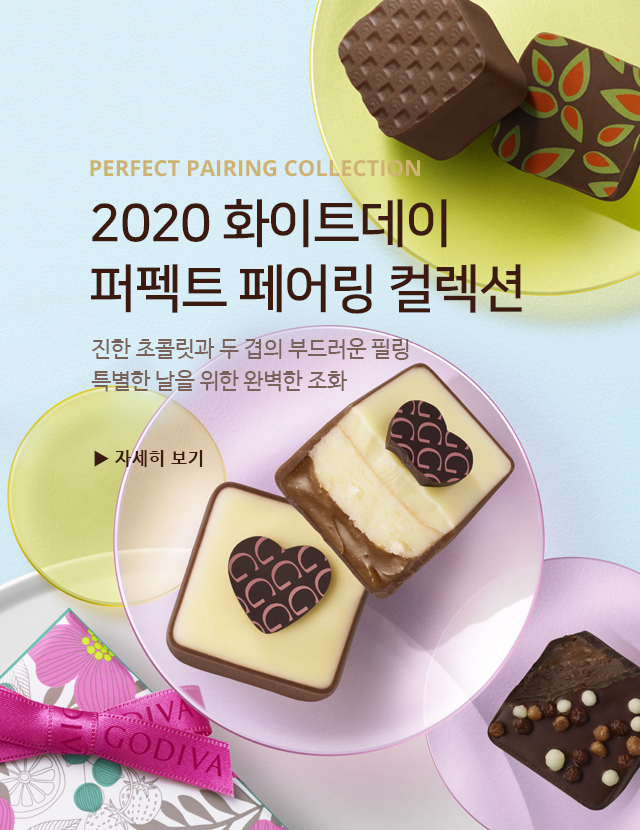 PERFECT PAIRING COLLECTION
2020 화이트데이
퍼펙트 페어링 컬렉션
진한 초콜릿과 두 겹의 부드러운 필링
특별한 날을 위한 완벽한 조화
▶ 자세히 보기
GODIVA